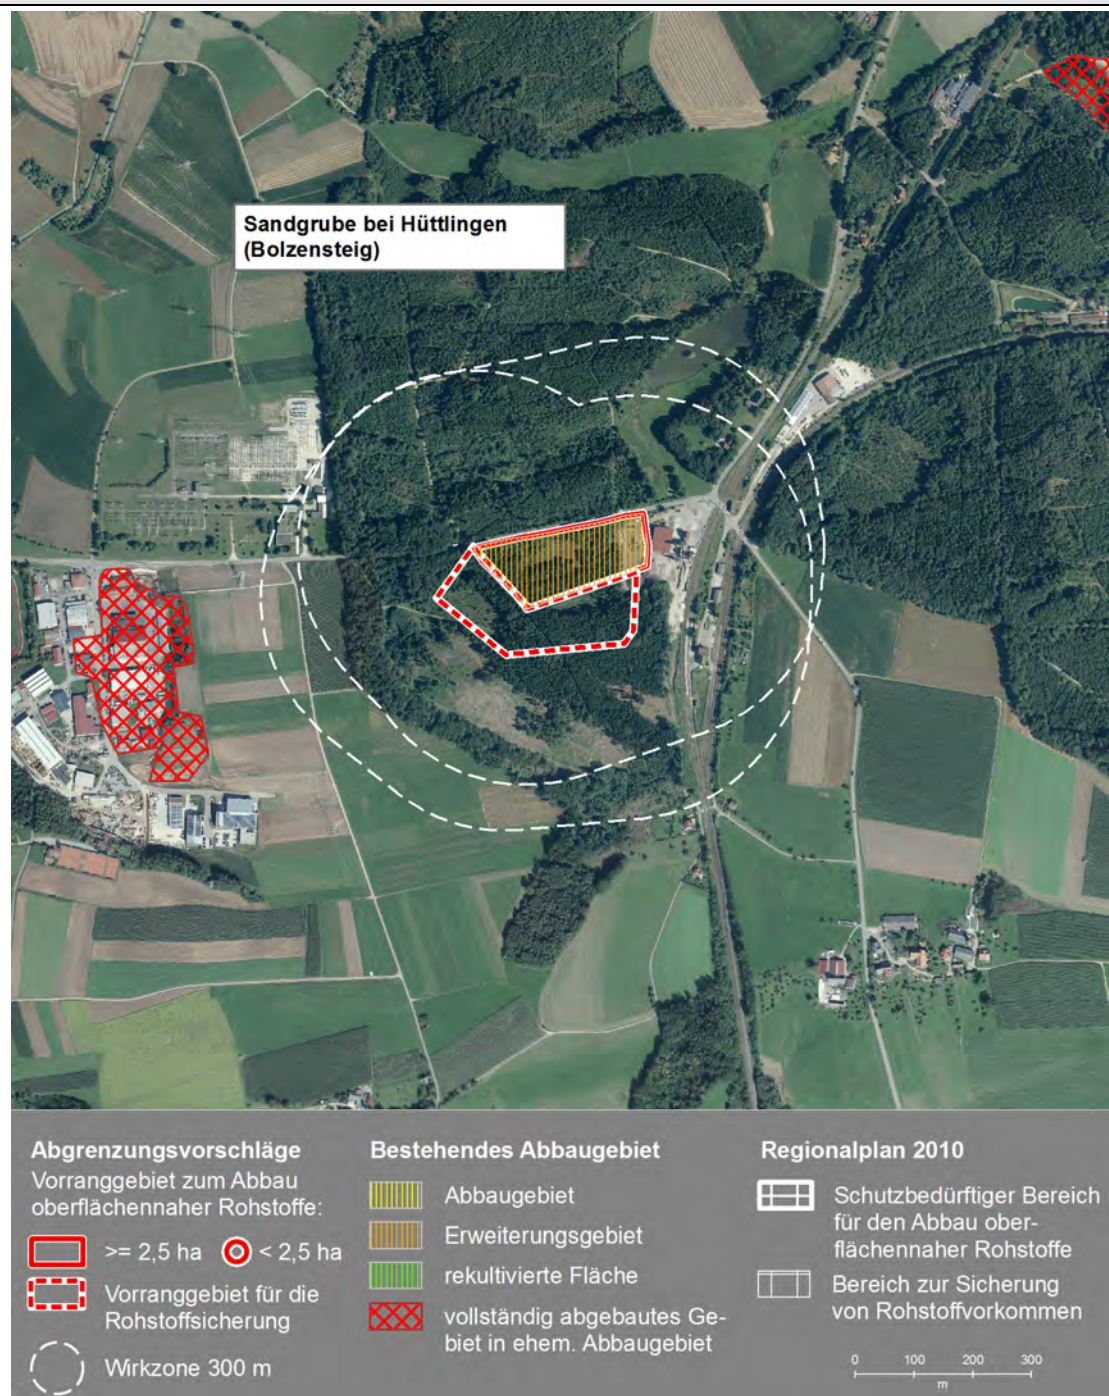 Sandgrube bei Hüttlingen
(Bolzensteig)
Abgrenzungsvorschläge
Vorranggebiet zum Abbau
oberflächennaher Rohstoffe:
>= 2,5 ha
< 2,5 ha
Vorranggebiet für die
Rohstoffsicherung
Wirkzone 300 m
Bestehendes Abbaugebiet
Abbaugebiet
Erweiterungsgebiet
rekultivierte Fläche
vollständig abgebautes Ge-
biet in ehem. Abbaugebiet
Regionalplan 2010
Schutzbedürftiger Bereich
für den Abbau ober-
flächennaher Rohstoffe
Bereich zur Sicherung
von Rohstoffvorkommen
0 100 200 300
m